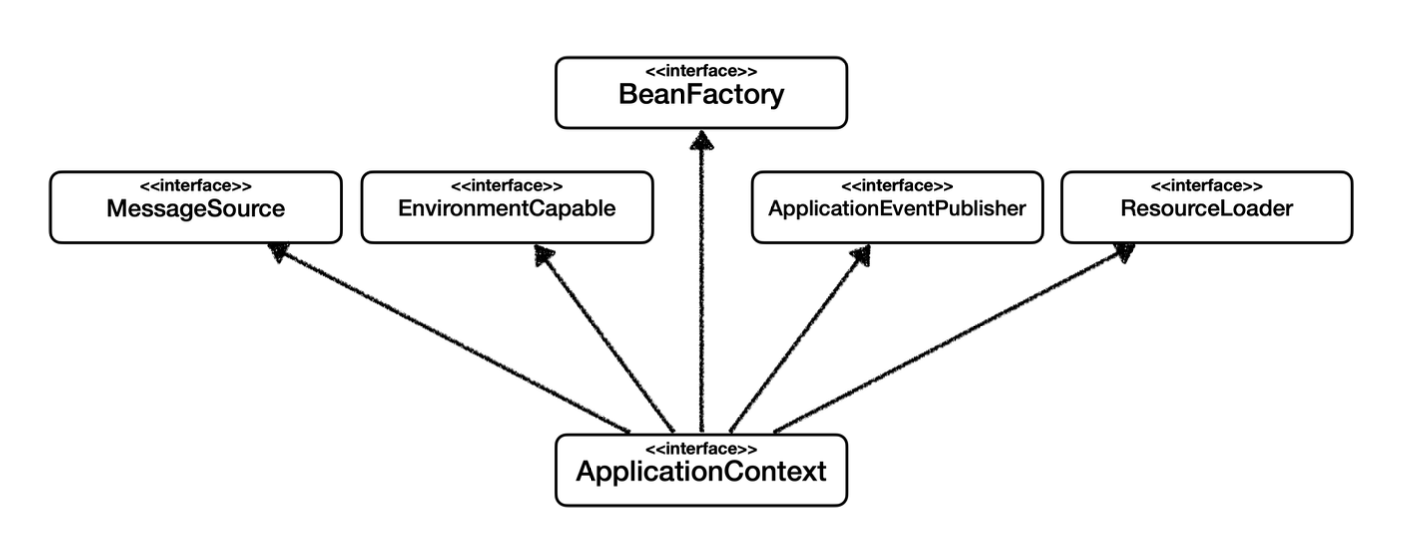 <<interface>>
BeanFactory
<<interface>>
MessageSource
<<interface>>
EnvironmentCapable
<<interface>>
ApplicationEventPublisher
<<interface>>
ResourceLoader
<<interface>>
ApplicationContext